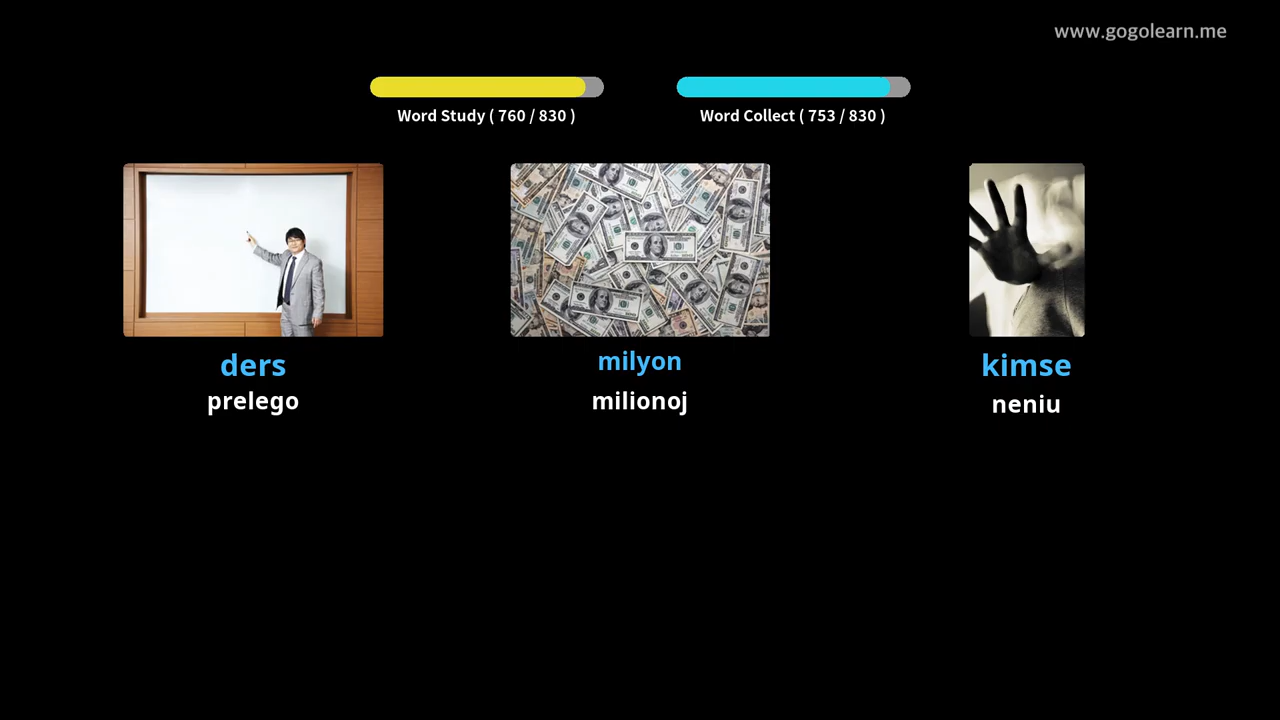 www.gogolearn.me
Word Study ( 760 / 830 )
Word Collect ( 753 / 830 )
ders
milyon
kimse
prelego
milionoj
neniu